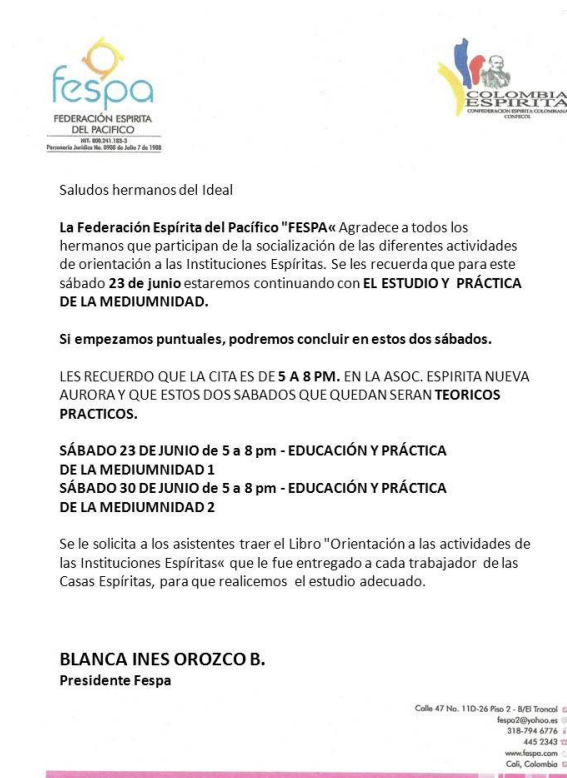 fespa
FEDERACIÓN ESPIRITA
DEL PACIFICO
NIT: 800.241.185-3
Personería Jurídica No. 0908 de Julio 7 de 1988
COLOMBIA
ESPIRITA
CONFEDERACION ESPIRITA COLOMBIANA
CONFECOL
Saludos hermanos del Ideal
La Federación Espírita del Pacífico "FESPA« Agradece a todos los
hermanos que participan de la socialización de las diferentes actividades
de orientación a las Instituciones Espíritas. Se les recuerda que para este
sábado 23 de junio estaremos continuando con EL ESTUDIO Y PRÁCTICA
DE LA MEDIUMNIDAD.
Si empezamos puntuales, podremos concluir en estos dos sábados.
LES RECUERDO QUE LA CITA ES DE 5 A 8 PM. EN LA ASOC. ESPIRITA NUEVA
AURORA Y QUE ESTOS DOS SABADOS QUE QUEDAN SERAN TEORICOS
PRACTICOS.
SÁBADO 23 DE JUNIO de 5 a 8 pm - EDUCACIÓN Y PRÁCTICA
DE LA MEDIUMNIDAD 1
SÁBADO 30 DE JUNIO de 5 a 8 pm - EDUCACIÓN Y PRÁCTICA
DE LA MEDIUMNIDAD 2
Se le solicita a los asistentes traer el Libro "Orientación a las actividades de
las Instituciones Espíritas« que le fue entregado a cada trabajador de las
Casas Espíritas, para que realicemos el estudio adecuado.
BLANCA INES OROZCO B.
Presidente Fespa
Calle 47 No. 11D-26 Piso 2 - B/El Troncal
fespa2@yahoo.es
318-794 6776
445 2343
www.fespa.com
Cali, Colombia